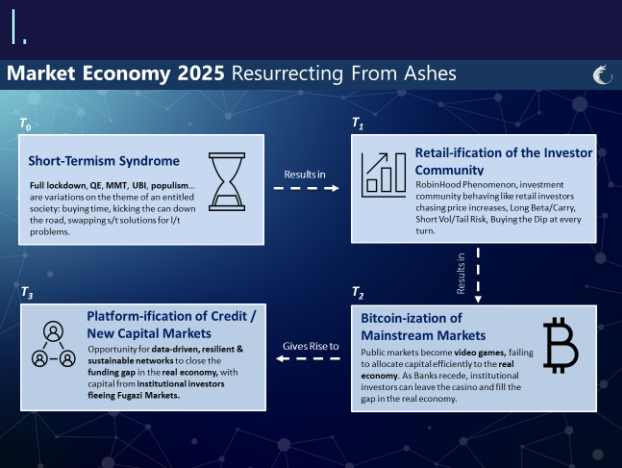 I.
Market Economy 2025 Resurrecting From Ashes
T0
Short-Termism Syndrome
Full lockdown, QE, MMT, UBI, populism...
are variations on the theme of an entitled
society: buying time, kicking the can down
the road, swapping s/t solutions for l/t
problems.
Results in
T1
Retail-ification of the Investor
Community
RobinHood Phenomenon, investment
community behaving like retail investors
chasing price increases, Long Beta/Carry,
Short Vol/Tail Risk, Buying the Dip at every
turn.
Results in
T2
Bitcoin-ization of
Mainstream Markets
Public markets become video games, failing
to allocate capital efficiently to the real
economy. As Banks recede, institutional
investors can leave the casino and fill the
gap in the real economy.
Gives Rise to
T3
Platform-ification of Credit /
New Capital Markets
Opportunity for data-driven, resilient &
sustainable networks to close the
funding gap in the real economy, with
capital from institutional investors
fleeing Fugazi Markets.